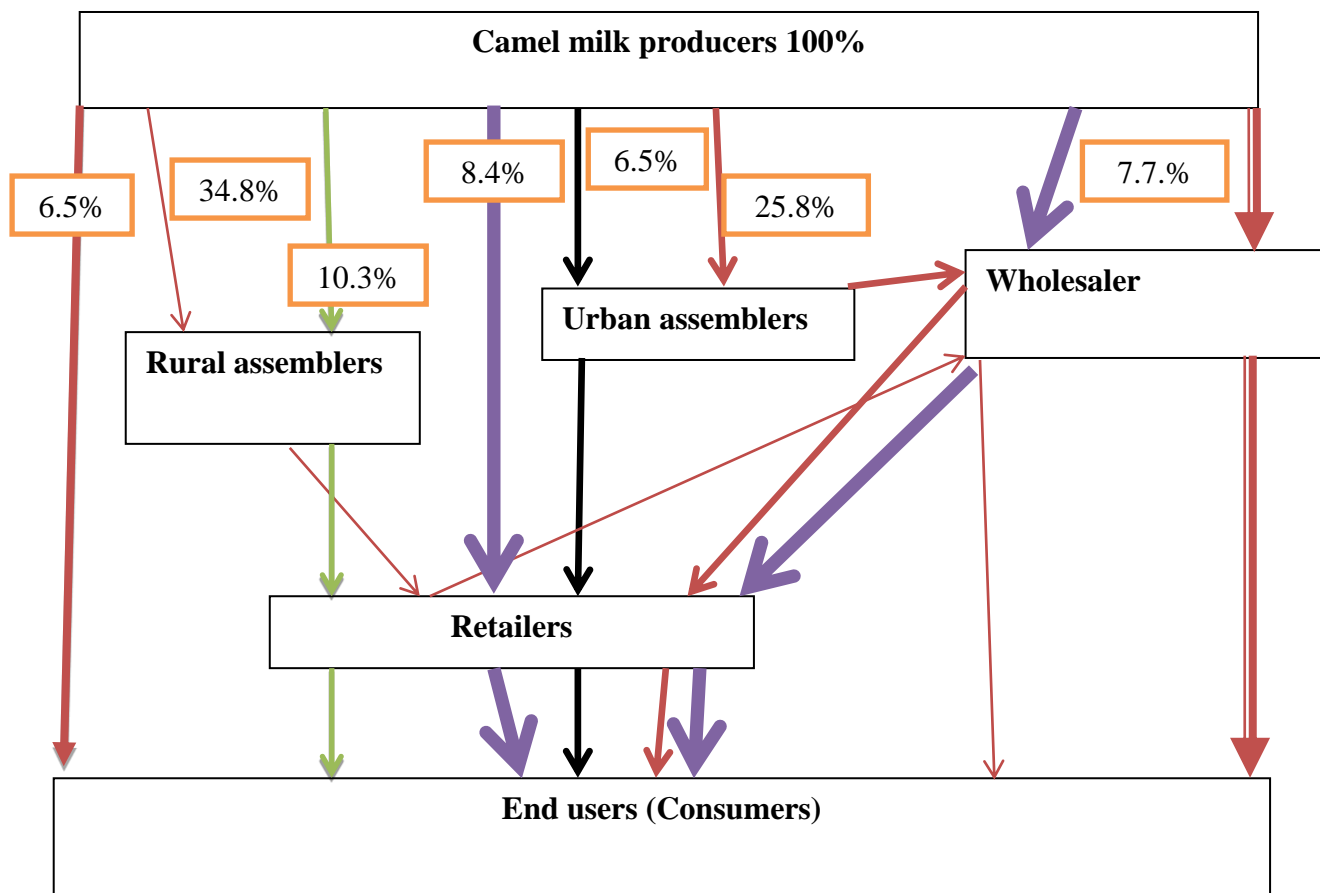 Camel milk producers 100%
6.5%
34.8%
10.3%
8.4%
6.5%
25.8%
7.7.%
Wholesaler
Urban assemblers
Rural assemblers
Retailers
End users (Consumers)